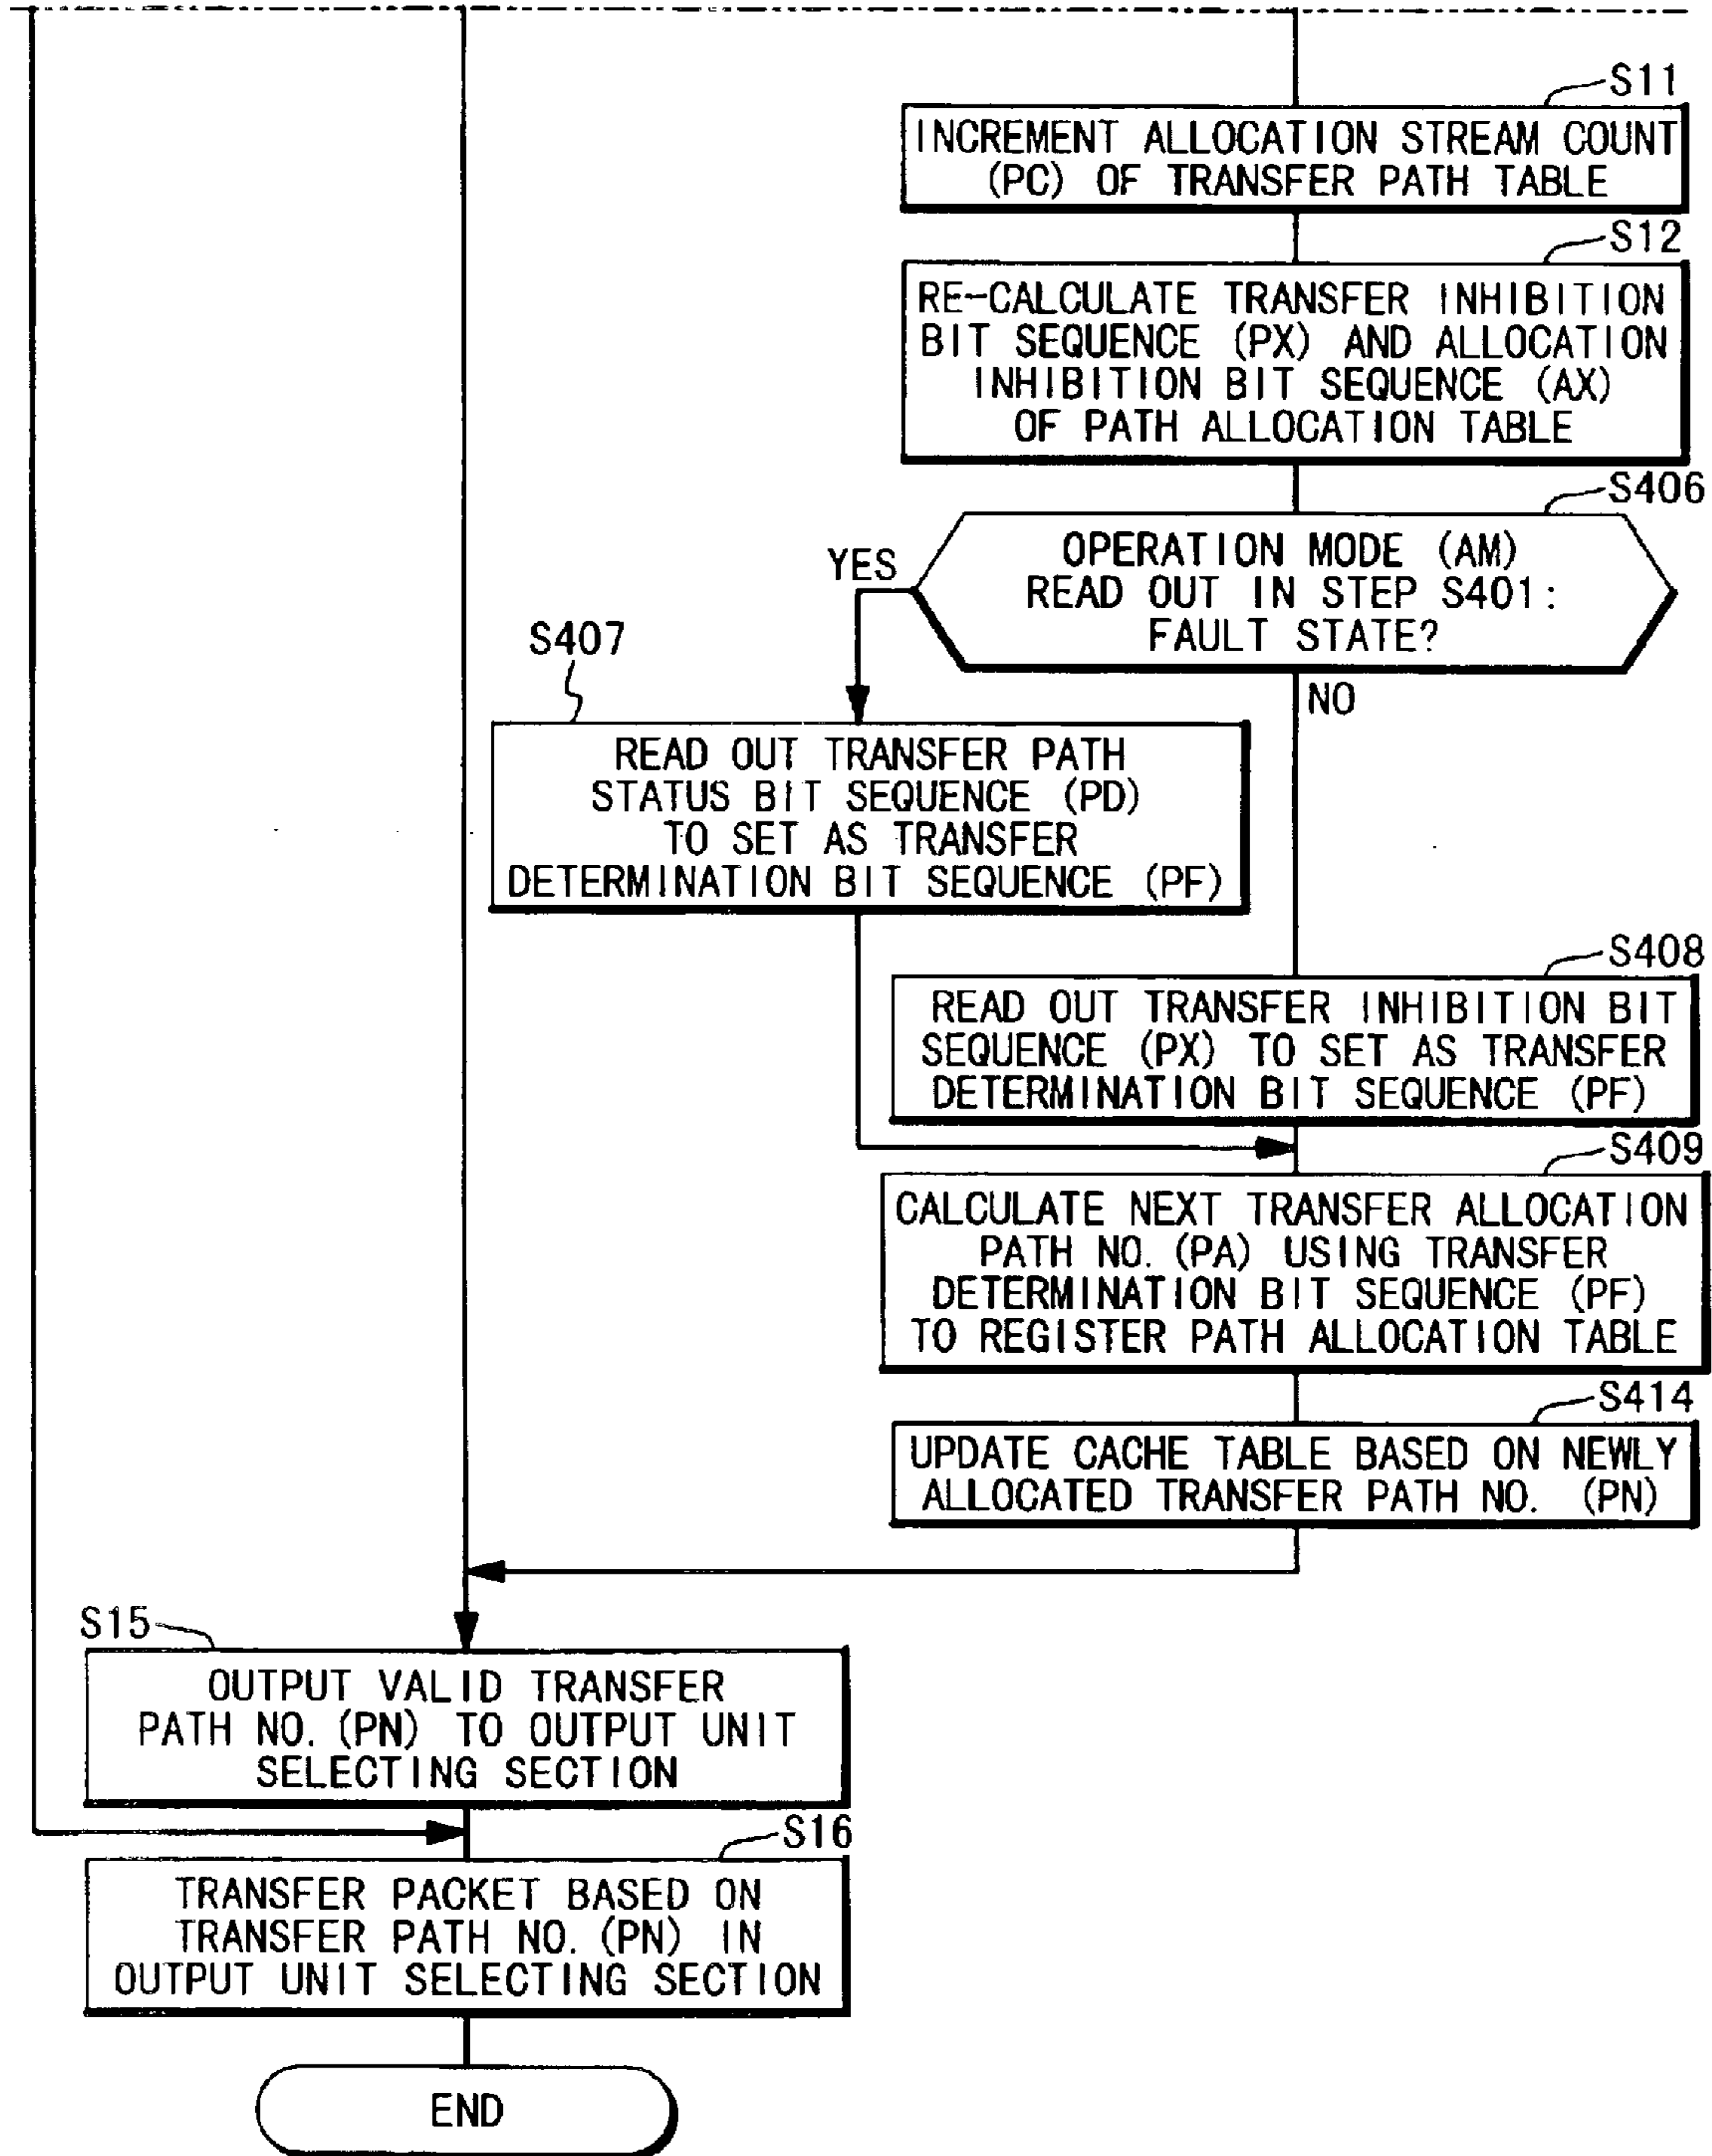 S11
INCREMENT ALLOCATION STREAM COUNT
(PC) OF TRANSFER PATH TABLE
S12
RE-CALCULATE TRANSFER INHIBITION
BIT SEQUENCE (PX) AND ALLOCATION
INHIBITION BIT SEQUENCE (AX)
OF PATH ALLOCATION TABLE
S406
OPERATION MODE (AM)
READ OUT IN STEP S401:
FAULT STATE?
YES
NO
S407
READ OUT TRANSFER PATH
STATUS BIT SEQUENCE (PD)
TO SET AS TRANSFER
DETERMINATION BIT SEQUENCE (PF)
S408
READ OUT TRANSFER INHIBITION BIT
SEQUENCE (PX) TO SET AS TRANSFER
DETERMINATION BIT SEQUENCE (PF)
S409
CALCULATE NEXT TRANSFER ALLOCATION
PATH NO. (PA) USING TRANSFER
DETERMINATION BIT SEQUENCE (PF)
TO REGISTER PATH ALLOCATION TABLE
S414
UPDATE CACHE TABLE BASED ON NEWLY
ALLOCATED TRANSFER PATH NO. (PN)
S15
OUTPUT VALID TRANSFER
PATH NO. (PN) TO OUTPUT UNIT
SELECTING SECTION
S16
TRANSFER PACKET BASED ON
TRANSFER PATH NO. (PN) IN
OUTPUT UNIT SELECTING SECTION
END